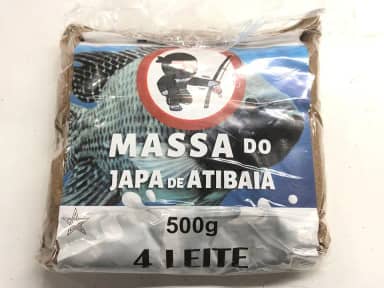 MASSA DO
JAPA DE ATIBAIA
500g
4 LEITE